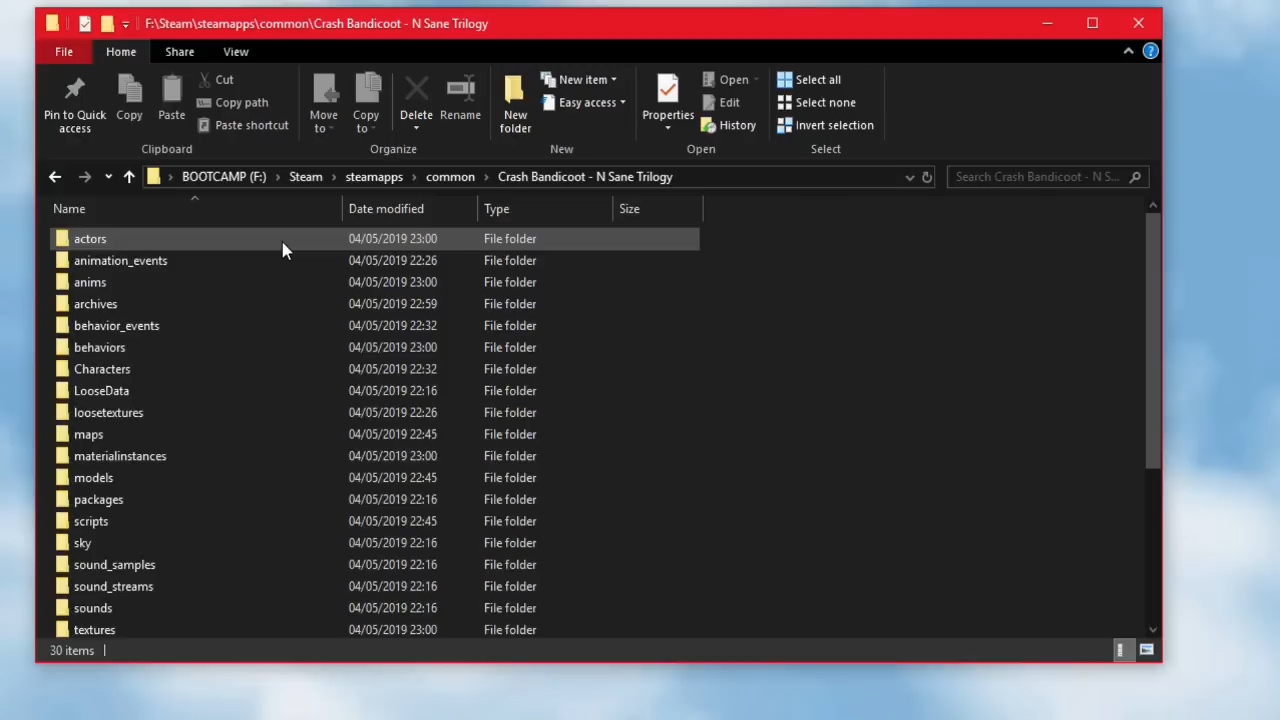 F:\Steam\steamapps\common\Crash Bandicoot - N Sane Trilogy
File Home Share View
Pin to Quick access
Copy
Paste
Cut
Copy path
Paste shortcut
Clipboard
Move to
Copy to
Delete
Rename
Organize
New folder
New item
Easy access
New
Properties
Open
Edit
History
Open
Select all
Select none
Invert selection
Select
BOOTCAMP (F:) Steam steamapps common Crash Bandicoot - N Sane Trilogy
Search Crash Bandicoot - N S...
Name Date modified Type Size
actors 04/05/2019 23:00 File folder
animation_events 04/05/2019 22:26 File folder
anims 04/05/2019 23:00 File folder
archives 04/05/2019 22:59 File folder
behavior_events 04/05/2019 22:32 File folder
behaviors 04/05/2019 23:00 File folder
Characters 04/05/2019 22:32 File folder
LooseData 04/05/2019 22:16 File folder
loosetextures 04/05/2019 22:26 File folder
maps 04/05/2019 22:45 File folder
materialinstances 04/05/2019 23:00 File folder
models 04/05/2019 22:45 File folder
packages 04/05/2019 22:16 File folder
scripts 04/05/2019 22:45 File folder
sky 04/05/2019 22:16 File folder
sound_samples 04/05/2019 22:16 File folder
sound_streams 04/05/2019 22:16 File folder
sounds 04/05/2019 22:16 File folder
textures 04/05/2019 23:00 File folder
30 items